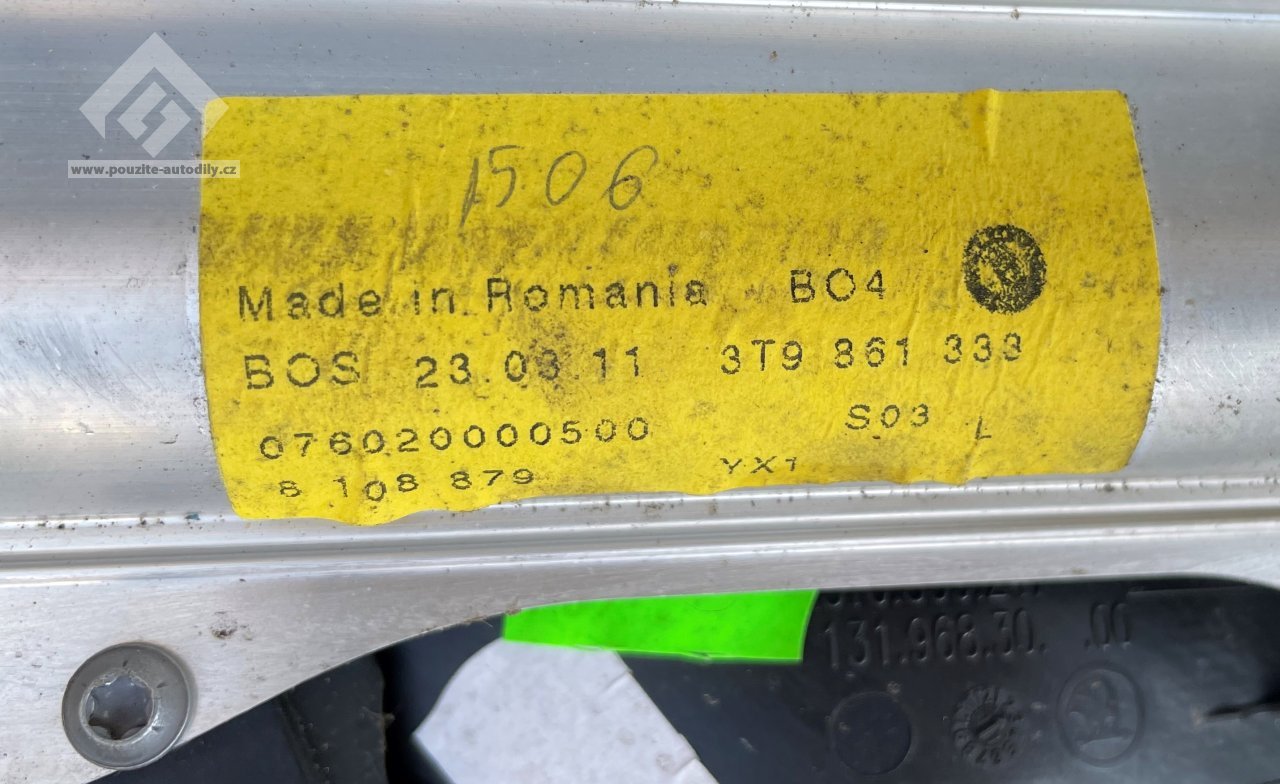 www.pouzite-autodily.cz
1506
Made in Romania BO4
BOS 23.03.11 3T9 861 333
076020000500 S03 L
8 108 879 YX1
131.968.30. .00